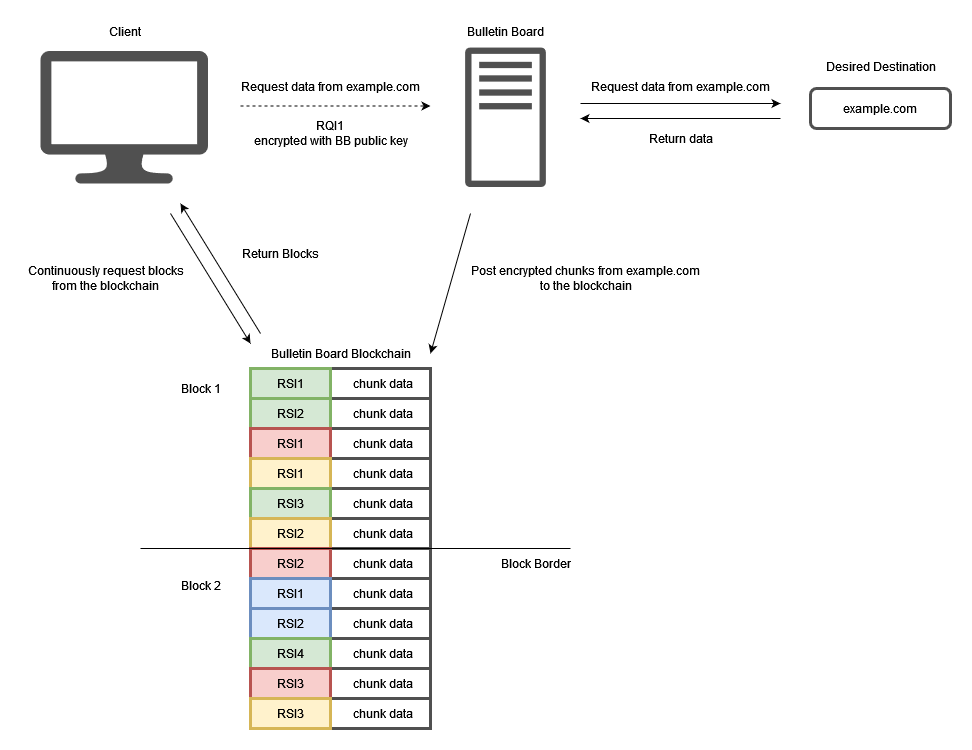 Client
Bulletin Board
Desired Destination
Request data from example.com
RQI1
encrypted with BB public key
Request data from example.com
Return data
example.com
Return Blocks
Continuously request blocks
from the blockchain
Post encrypted chunks from example.com
to the blockchain
Bulletin Board Blockchain
Block 1
RSI1 chunk data
RSI2 chunk data
RSI1 chunk data
RSI1 chunk data
RSI3 chunk data
RSI2 chunk data
Block Border
RSI2 chunk data
Block 2
RSI1 chunk data
RSI2 chunk data
RSI4 chunk data
RSI3 chunk data
RSI3 chunk data